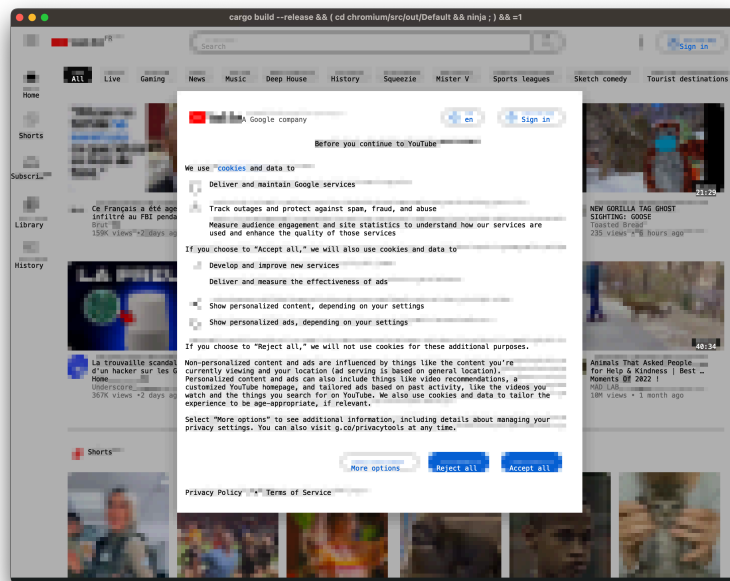 cargo build --release && ( cd chromium/src/out/Default && ninja ; ) && =1
FR
Search
Sign in
All Live Gaming News Music Deep House History Squeezie Mister V Sports leagues Sketch comedy Tourist destinations
Home
Shorts
Subscri…
Library
History
Ce Français a été age
infiltré au FBI penda
Brut
159K views •2 days ag
21:29
NEW GORILLA TAG GHOST
SIGHTING: GOOSE
Toasted Bread
235 views • 6 hours ago
La trouvaille scandal
d'un hacker sur les G
Home
Underscore_
367K views •2 days ag
40:34
Animals That Asked People
for Help & Kindness | Best …
Moments Of 2022 !
MAD LAB
10M views • 1 month ago
Shorts
A Google company
en
Sign in
Before you continue to YouTube
We use cookies and data to
Deliver and maintain Google services
Track outages and protect against spam, fraud, and abuse
Measure audience engagement and site statistics to understand how our services are
used and enhance the quality of those services
If you choose to "Accept all," we will also use cookies and data to
Develop and improve new services
Deliver and measure the effectiveness of ads
Show personalized content, depending on your settings
Show personalized ads, depending on your settings
If you choose to "Reject all," we will not use cookies for these additional purposes.
Non-personalized content and ads are influenced by things like the content you're
currently viewing and your location (ad serving is based on general location).
Personalized content and ads can also include things like video recommendations, a
customized YouTube homepage, and tailored ads based on past activity, like the videos you
watch and the things you search for on YouTube. We also use cookies and data to tailor the
experience to be age-appropriate, if relevant.
Select "More options" to see additional information, including details about managing your
privacy settings. You can also visit g.co/privacytools at any time.
More options
Reject all
Accept all
Privacy Policy • Terms of Service